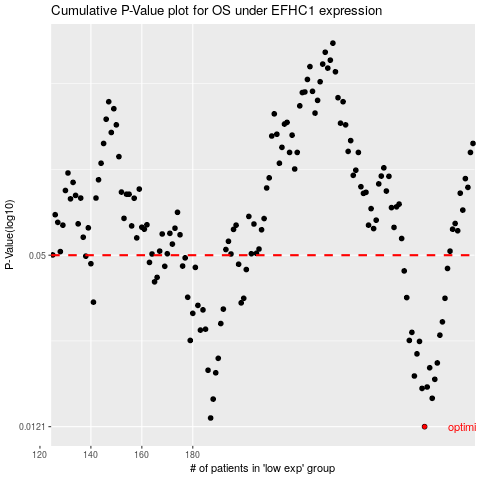 Cumulative P-Value plot for OS under EFHC1 expression
P-Value(log10)
0.05
0.0121
optimi
120 140 160 180
# of patients in 'low exp' group